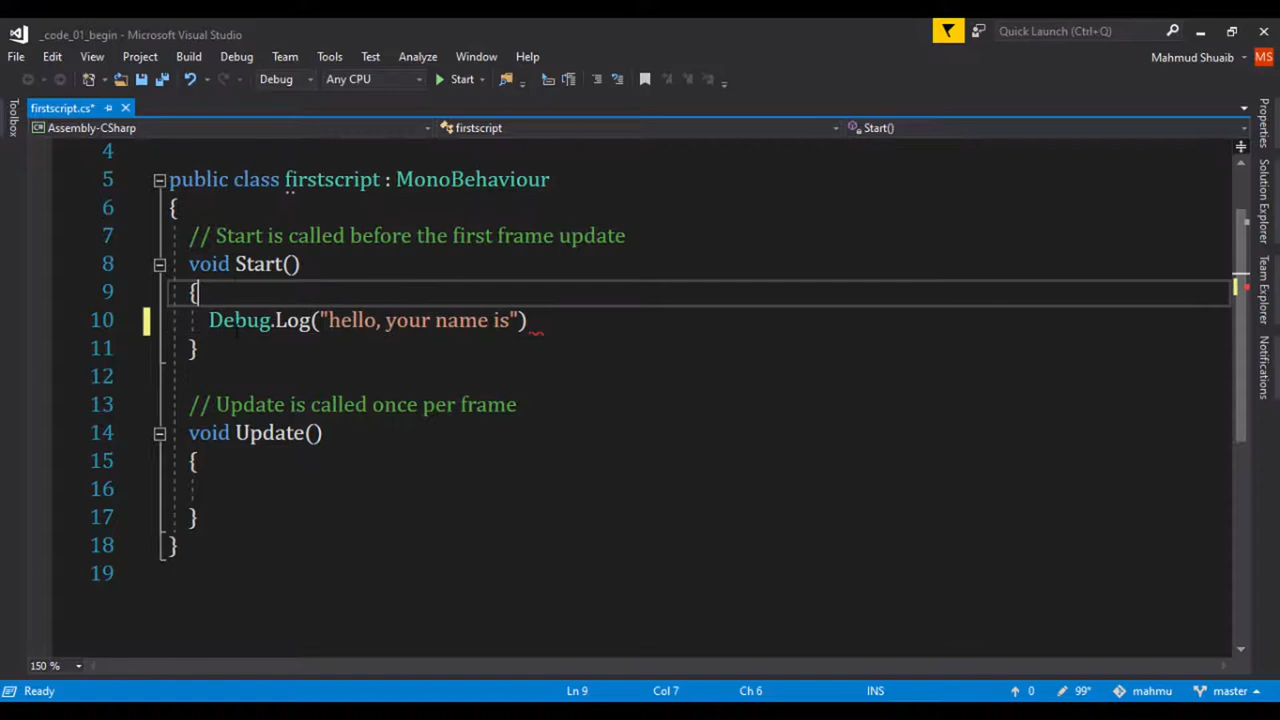 _code_01_begin - Microsoft Visual Studio
Quick Launch (Ctrl+Q)
File Edit View Project Build Debug Team Tools Test Analyze Window Help
Mahmud Shuaib MS
Debug Any CPU Start
Toolbox
firstscript.cs*
Assembly-CSharp firstscript Start()
4
5 public class firstscript : MonoBehaviour
6 {
7 // Start is called before the first frame update
8 void Start()
9 {
10 Debug.Log("hello, your name is")
11 }
12
13 // Update is called once per frame
14 void Update()
15 {
16
17 }
18 }
19
Properties
Solution Explorer
Team Explorer
Notifications
150 %
Ready Ln 9 Col 7 Ch 6 INS 0 99+ mahmu master